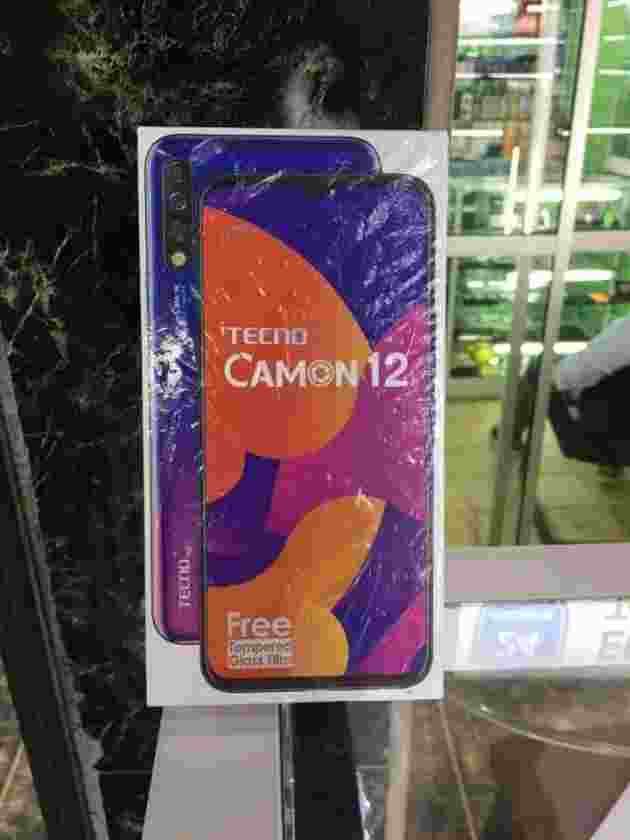 TECNO
CAMON 12
TECNO
Free
Tempered
Glass Film